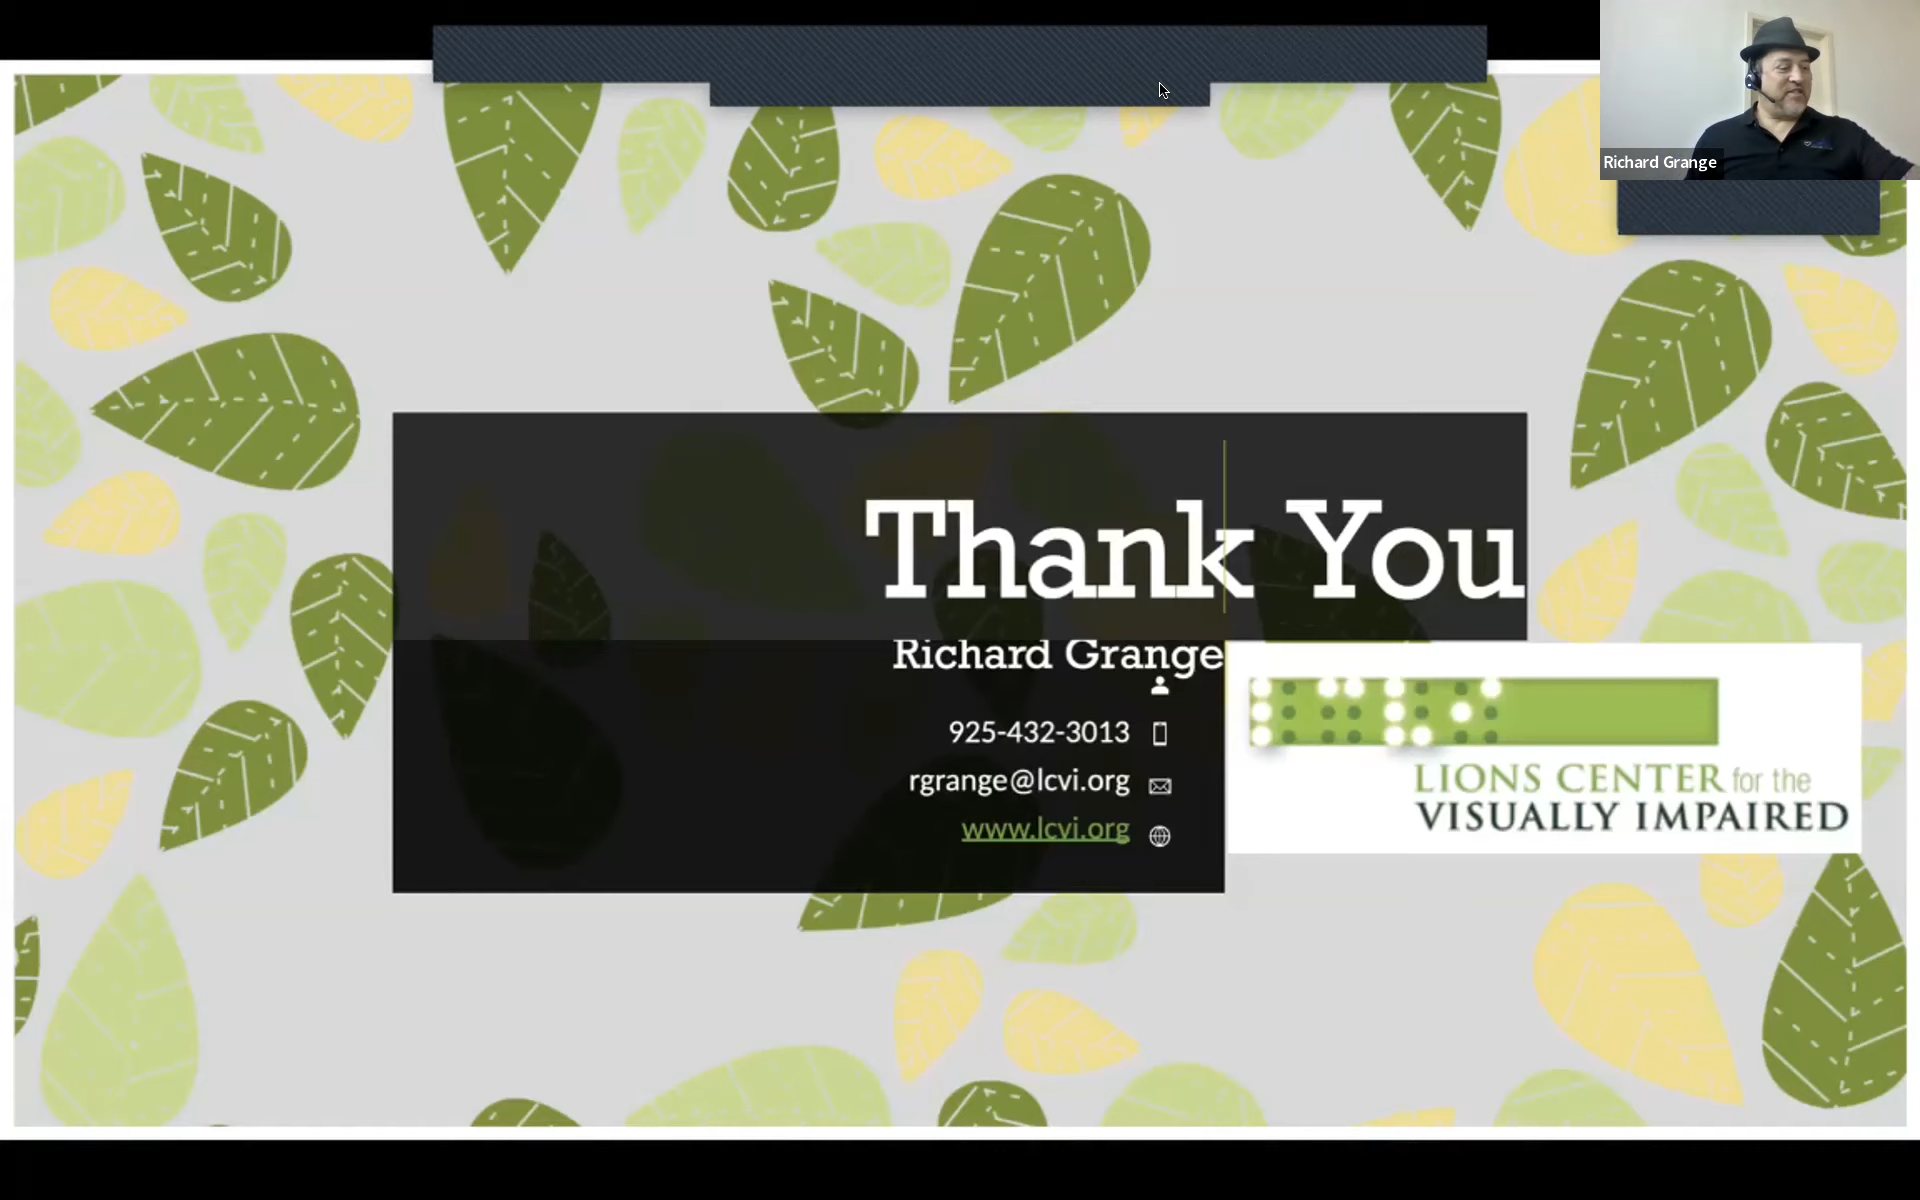 Richard Grange
Thank You
Richard Grange
925-432-3013
rgrange@lcvi.org
www.lcvi.org
LIONS CENTER for the
VISUALLY IMPAIRED